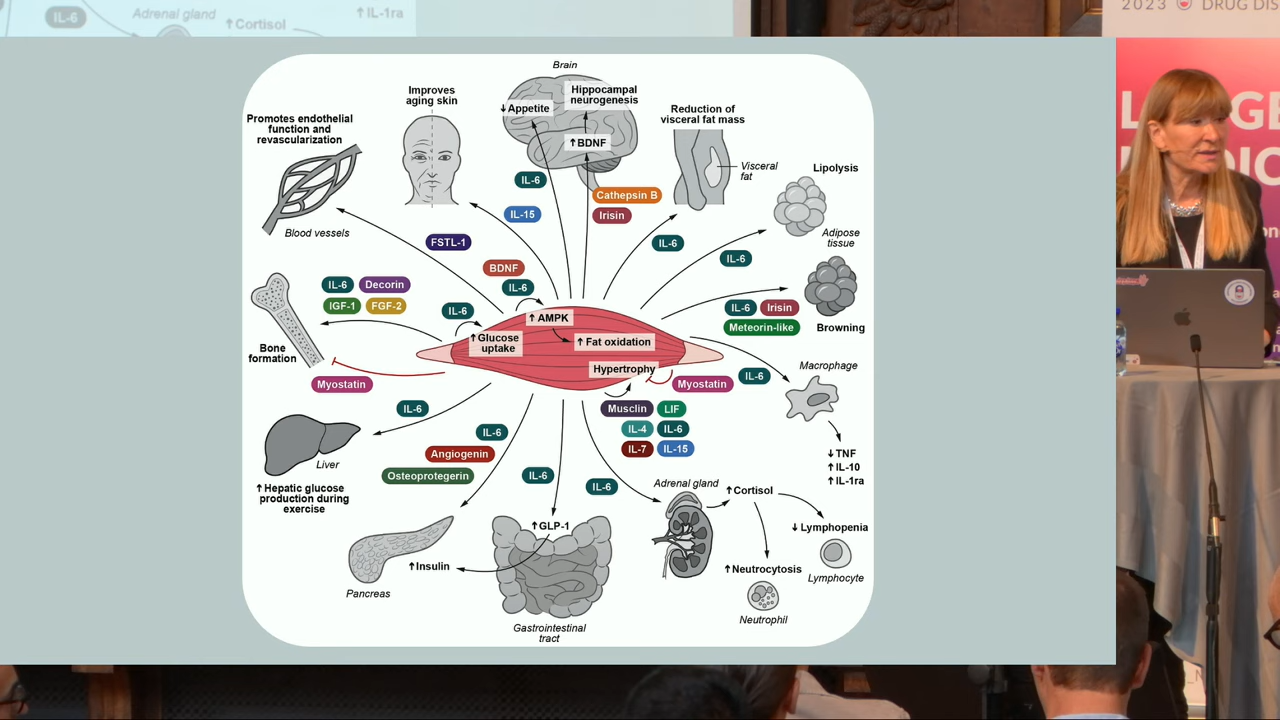 IL-6
Adrenal gland
↑Cortisol
↑IL-1ra
2023
DRUG DIS
Brain
Improves
aging skin
↓Appetite
Hippocampal
neurogenesis
↑BDNF
Promotes endothelial
function and
revascularization
Reduction of
visceral fat mass
Visceral
fat
Lipolysis
Adipose
tissue
Blood vessels
IL-6
Cathepsin B
Irisin
IL-15
FSTL-1
IL-6
IL-6
BDNF
IL-6
IL-6
Decorin
IGF-1
FGF-2
IL-6
Bone
formation
Myostatin
↑AMPK
↑Glucose
uptake
↑Fat oxidation
Hypertrophy
Myostatin
IL-6
Irisin
Meteorin-like
Browning
IL-6
Macrophage
↓TNF
↑IL-10
↑IL-1ra
Musclin
LIF
IL-4
IL-6
IL-7
IL-15
IL-6
Liver
↑Hepatic glucose
production during
exercise
IL-6
Angiogenin
Osteoprotegerin
IL-6
IL-6
Adrenal gland
↑Cortisol
↓Lymphopenia
Lymphocyte
↑Neutrocytosis
Neutrophil
↑GLP-1
↑Insulin
Pancreas
Gastrointestinal
tract